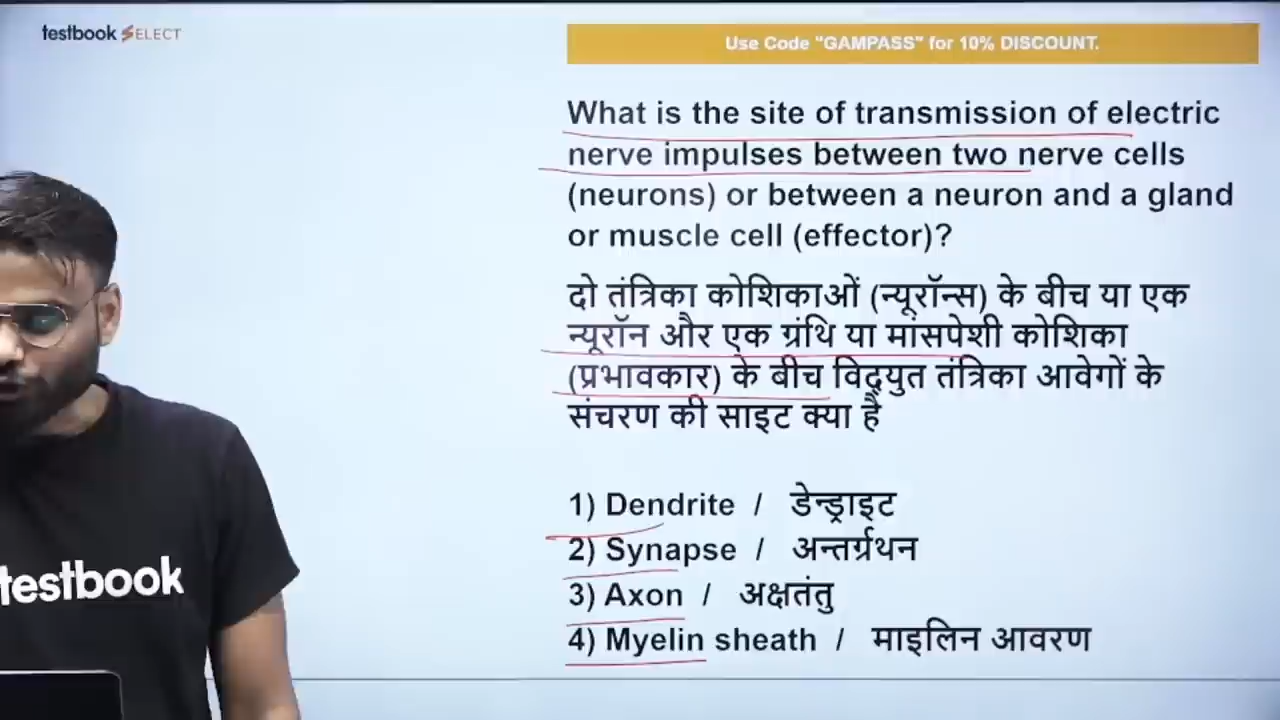 testbook SELECT
Use Code "GAMPASS" for 10% DISCOUNT.
What is the site of transmission of electric
nerve impulses between two nerve cells
(neurons) or between a neuron and a gland
or muscle cell (effector)?
दो तंत्रिका कोशिकाओं (न्यूरॉन्स) के बीच या एक
न्यूरॉन और एक ग्रंथि या मांसपेशी कोशिका
(प्रभावकार) के बीच विद्युत तंत्रिका आवेगों के
संचरण की साइट क्या है
1) Dendrite / डेन्ड्राइट
2) Synapse / अन्तर्ग्रथन
3) Axon / अक्षतंतु
4) Myelin sheath / माइलिन आवरण
testbook